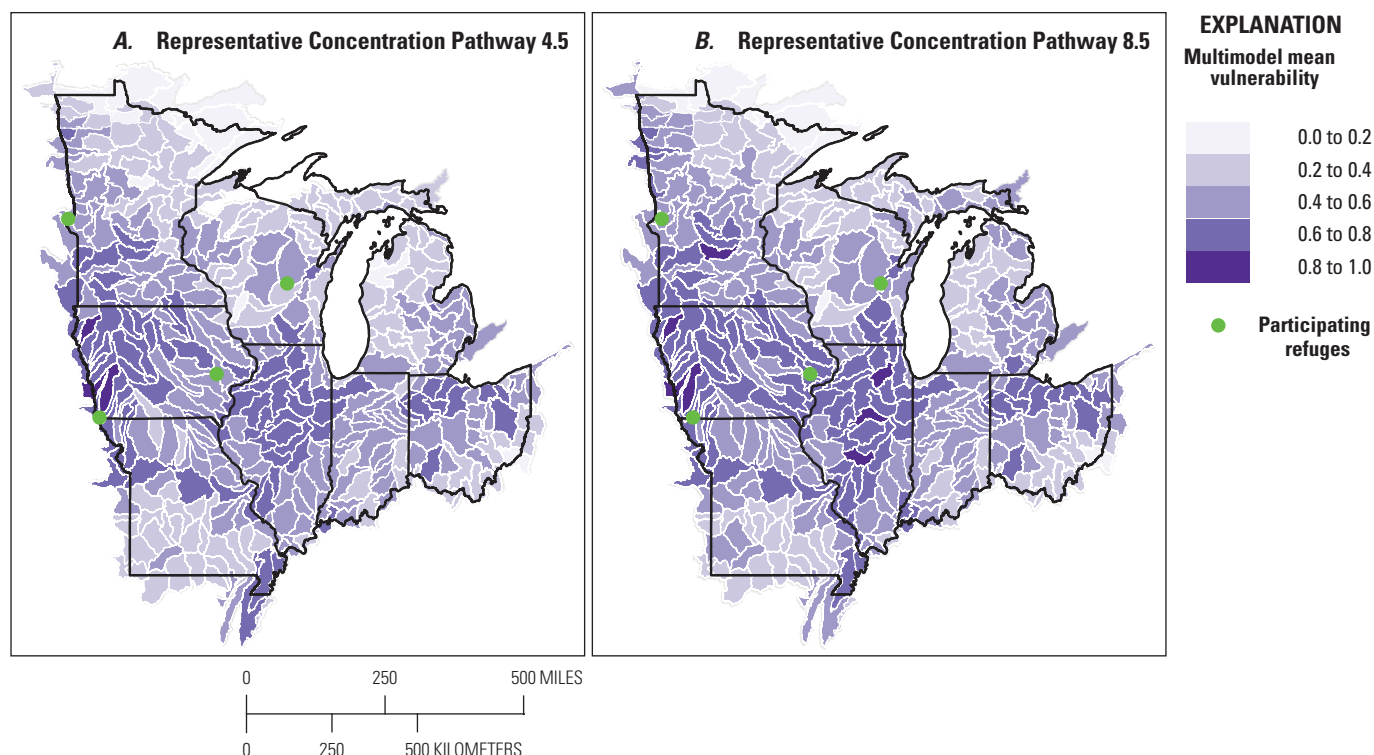 A. Representative Concentration Pathway 4.5
B. Representative Concentration Pathway 8.5
EXPLANATION
Multimodel mean
vulnerability
0.0 to 0.2
0.2 to 0.4
0.4 to 0.6
0.6 to 0.8
0.8 to 1.0
Participating
refuges
0 250 500 MILES
0 250 500 KILOMETERS